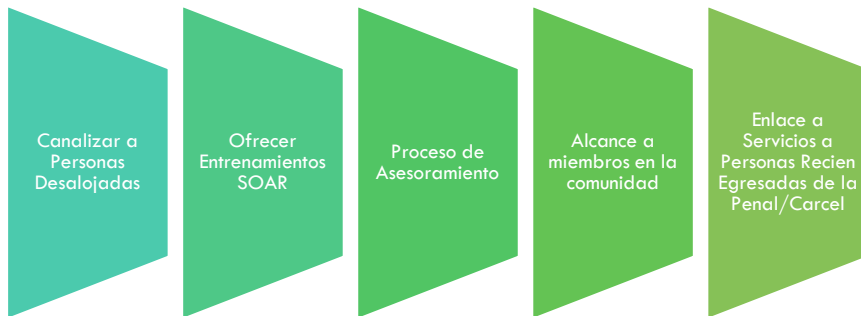 Canalizar a
Personas
Desalojadas
Ofrecer
Entrenamientos
SOAR
Proceso de
Asesoramiento
Alcance a
miembros en la
comunidad
Enlace a
Servicios a
Personas Recien
Egresadas de la
Penal/Carcel